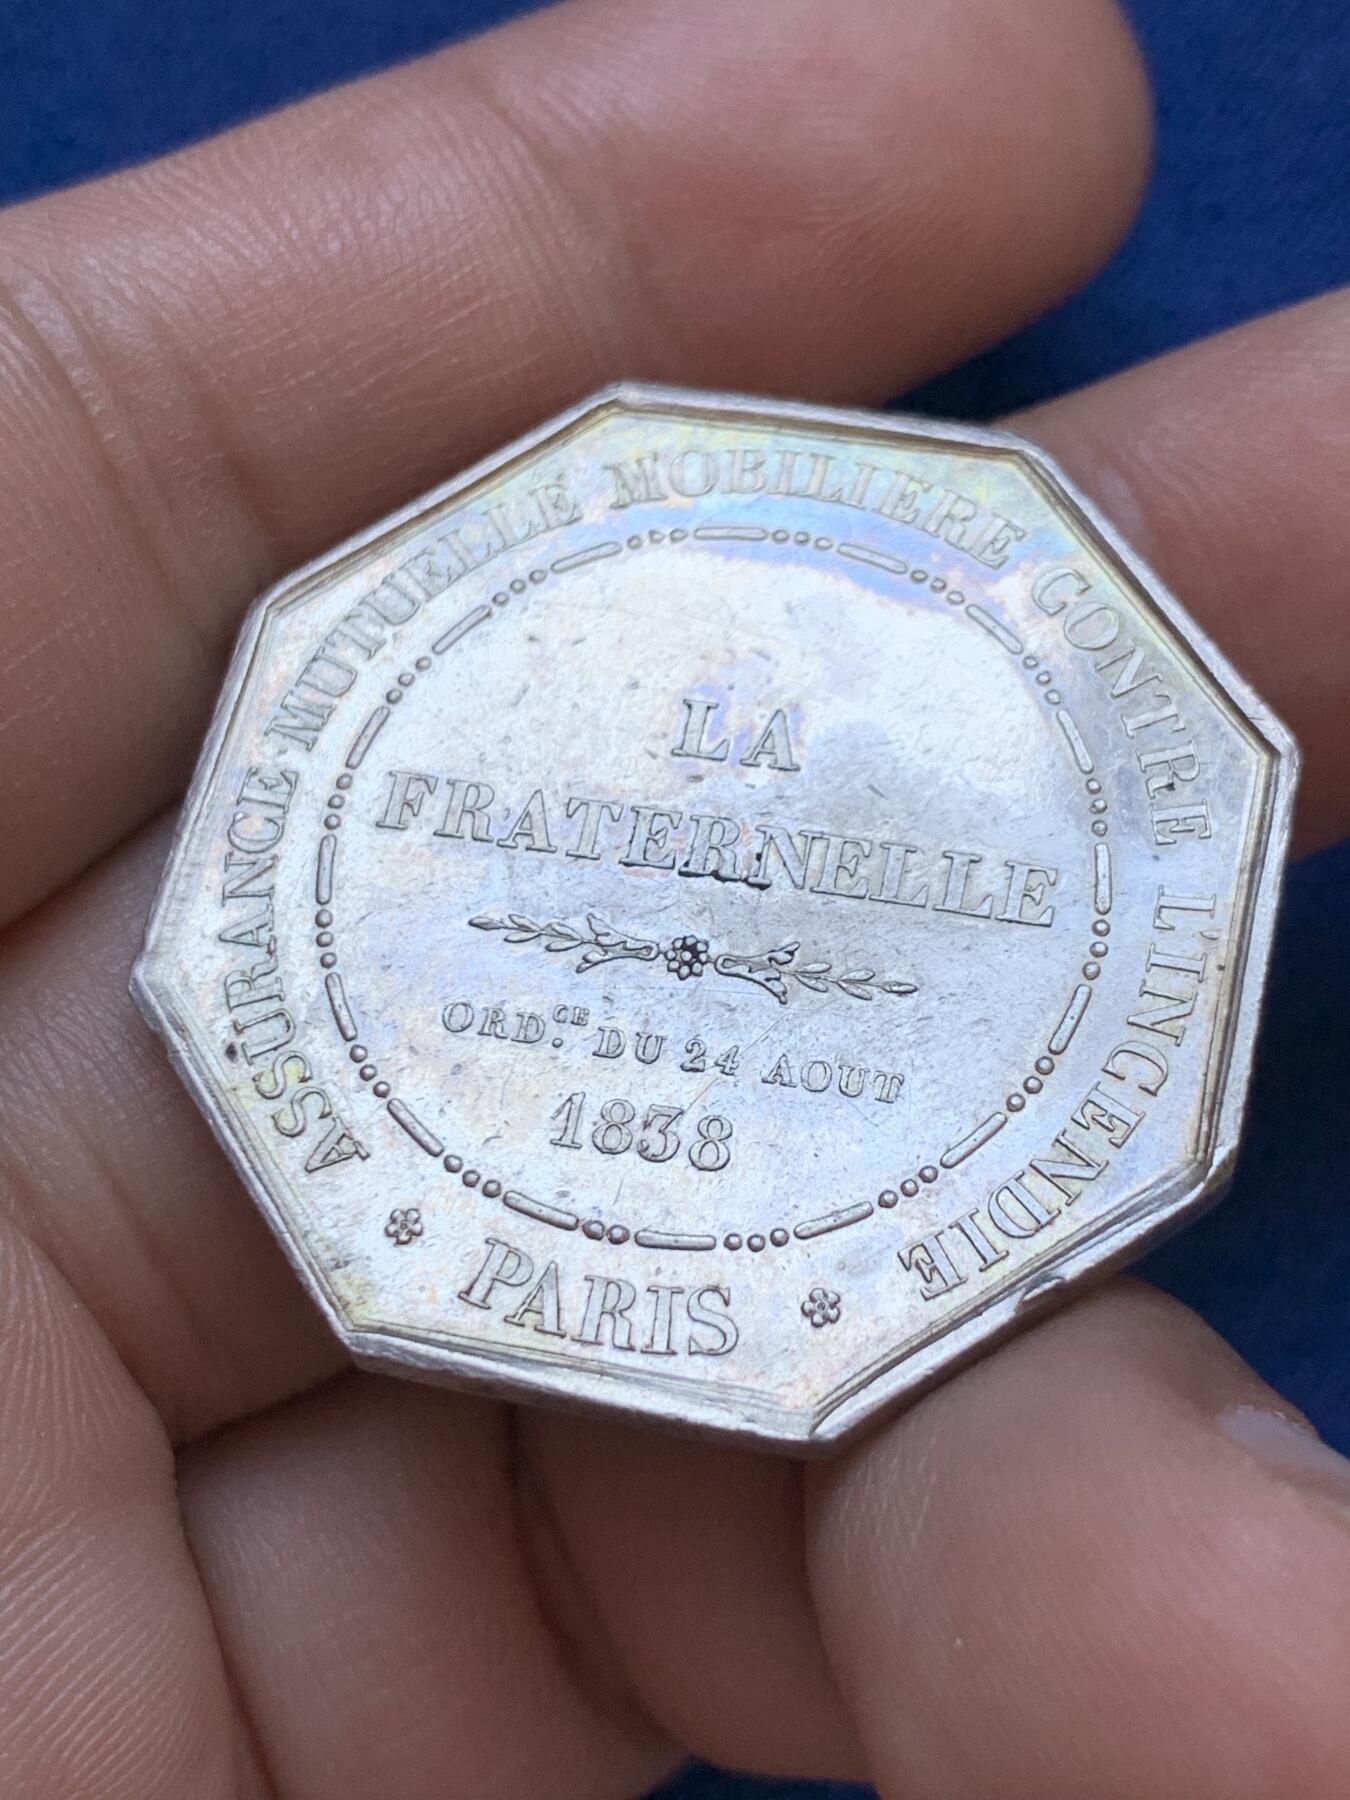 ASSURANCE MUTUELLE MOBILIERE CONTRE L'INCENDIE
LA
FRATERNELLE
ORD.CE DU 24 AOUT
1838
PARIS